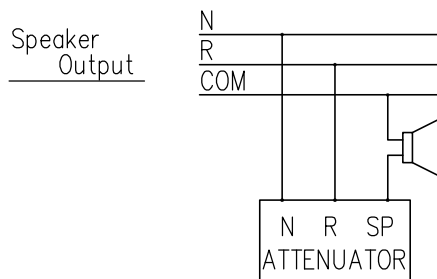 Speaker
Output
N
R
COM
N R SP
ATTENUATOR